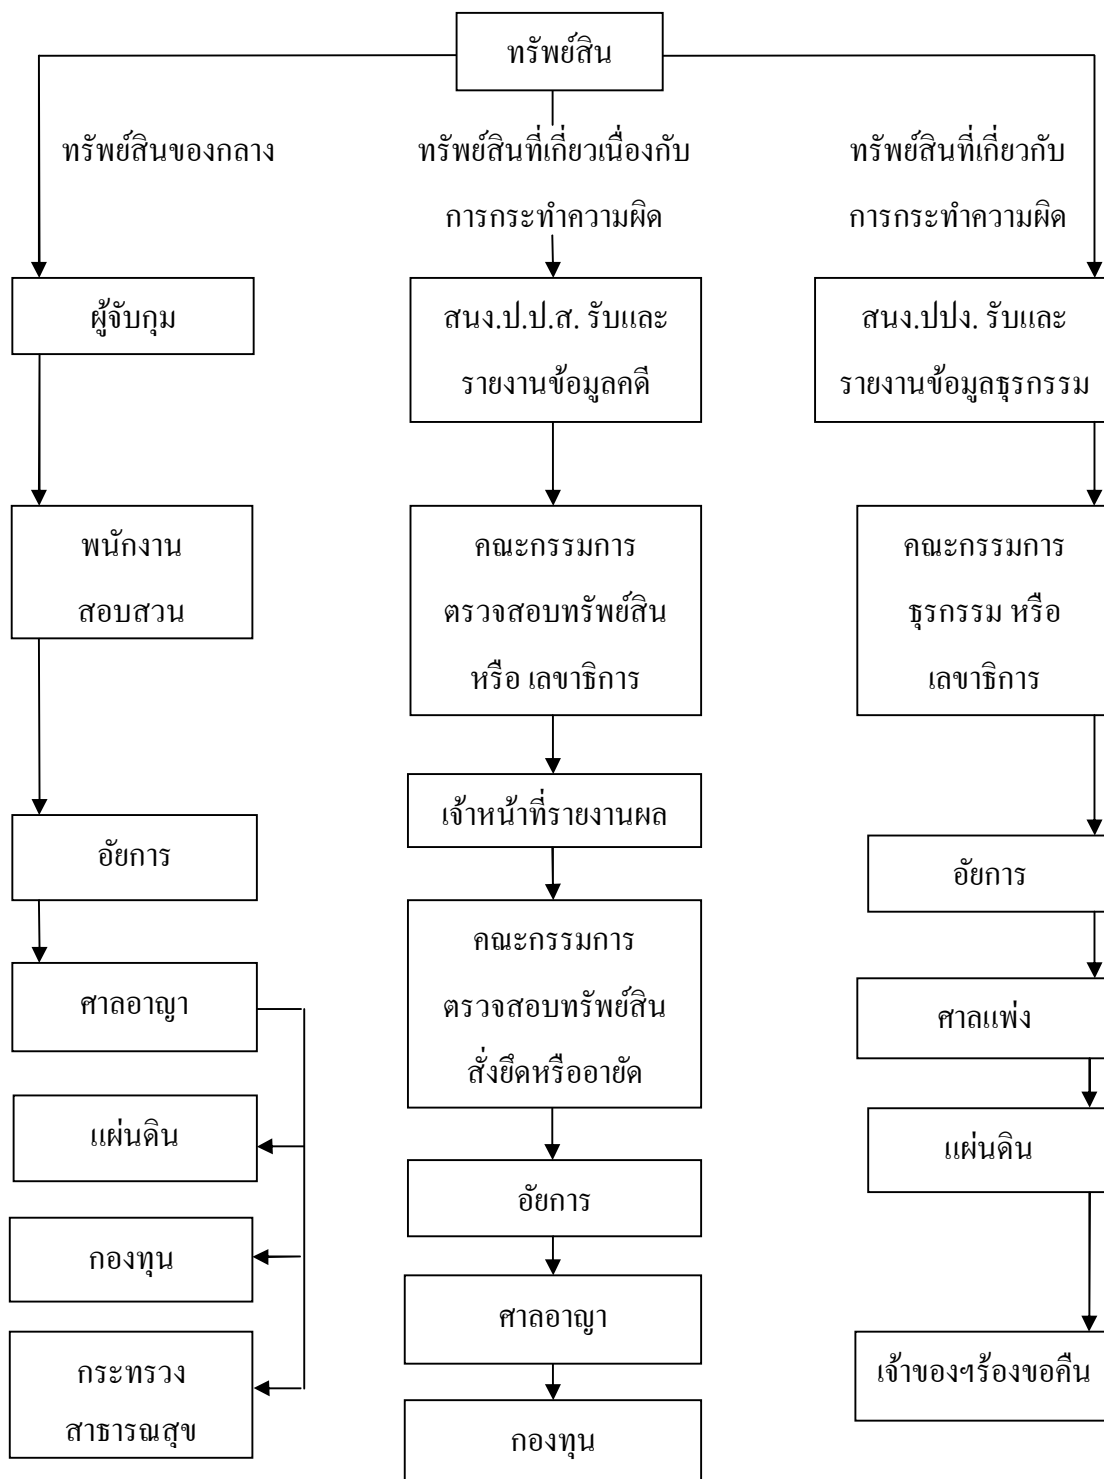 ทรัพย์สิน
ทรัพย์สินของกลาง
ผู้จับกุม
พนักงาน
สอบสวน
อัยการ
ศาลอาญา
แผ่นดิน
กองทุน
กระทรวง
สาธารณสุข
ทรัพย์สินที่เกี่ยวเนื่องกับ
การกระทำความผิด
สนง.ป.ป.ส. รับและ
รายงานข้อมูลคดี
คณะกรรมการ
ตรวจสอบทรัพย์สิน
หรือ เลขาธิการ
เจ้าหน้าที่รายงานผล
คณะกรรมการ
ตรวจสอบทรัพย์สิน
สั่งยึดหรืออายัด
อัยการ
ศาลอาญา
กองทุน
ทรัพย์สินที่เกี่ยวกับ
การกระทำความผิด
สนง.ปปง. รับและ
รายงานข้อมูลธุรกรรม
คณะกรรมการ
ธุรกรรม หรือ
เลขาธิการ
อัยการ
ศาลแพ่ง
แผ่นดิน
เจ้าของฯร้องขอคืน